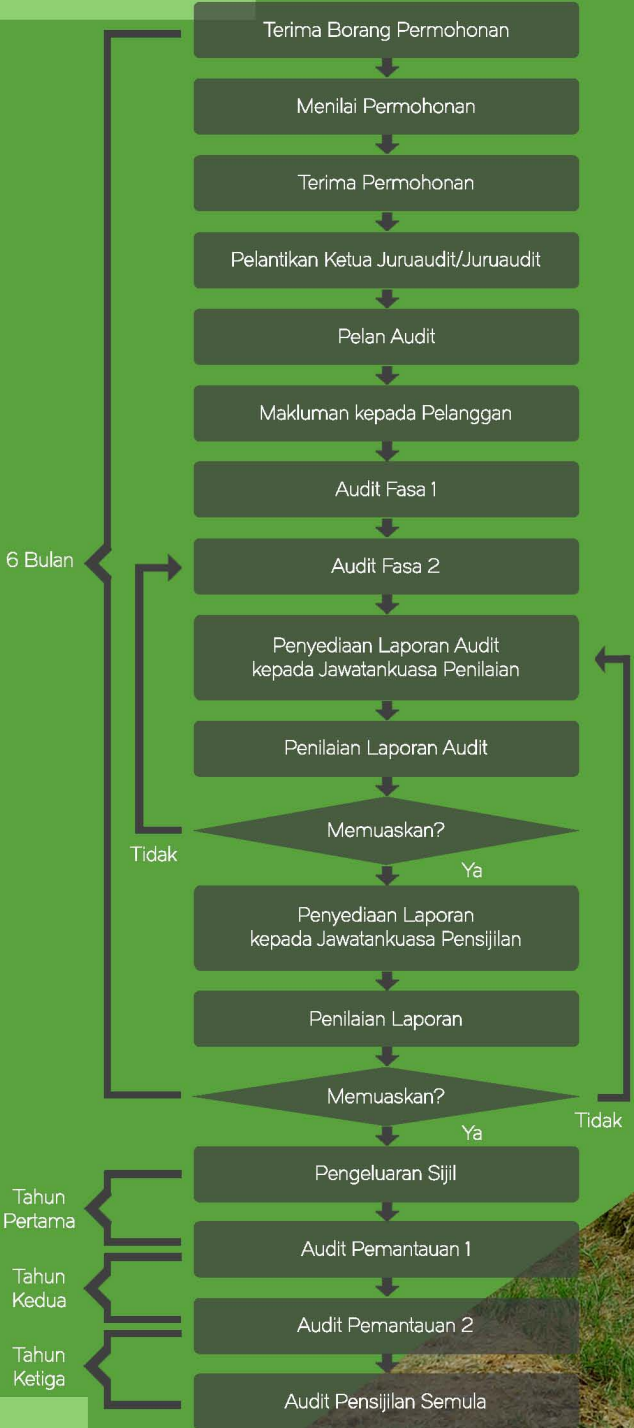 Terima Borang Permohonan
Menilai Permohonan
Terima Permohonan
Pelantikan Ketua Juruaudit/Juruaudit
Pelan Audit
Makluman kepada Pelanggan
Audit Fasa 1
6 Bulan
Audit Fasa 2
Penyediaan Laporan Audit
kepada Jawatankuasa Penilaian
Penilaian Laporan Audit
Memuaskan?
Tidak
Ya
Penyediaan Laporan
kepada Jawatankuasa Pensijilan
Penilaian Laporan
Memuaskan?
Tidak
Ya
Pengeluaran Sijil
Tahun
Pertama
Audit Pemantauan 1
Tahun
Kedua
Audit Pemantauan 2
Tahun
Ketiga
Audit Pensijilan Semula